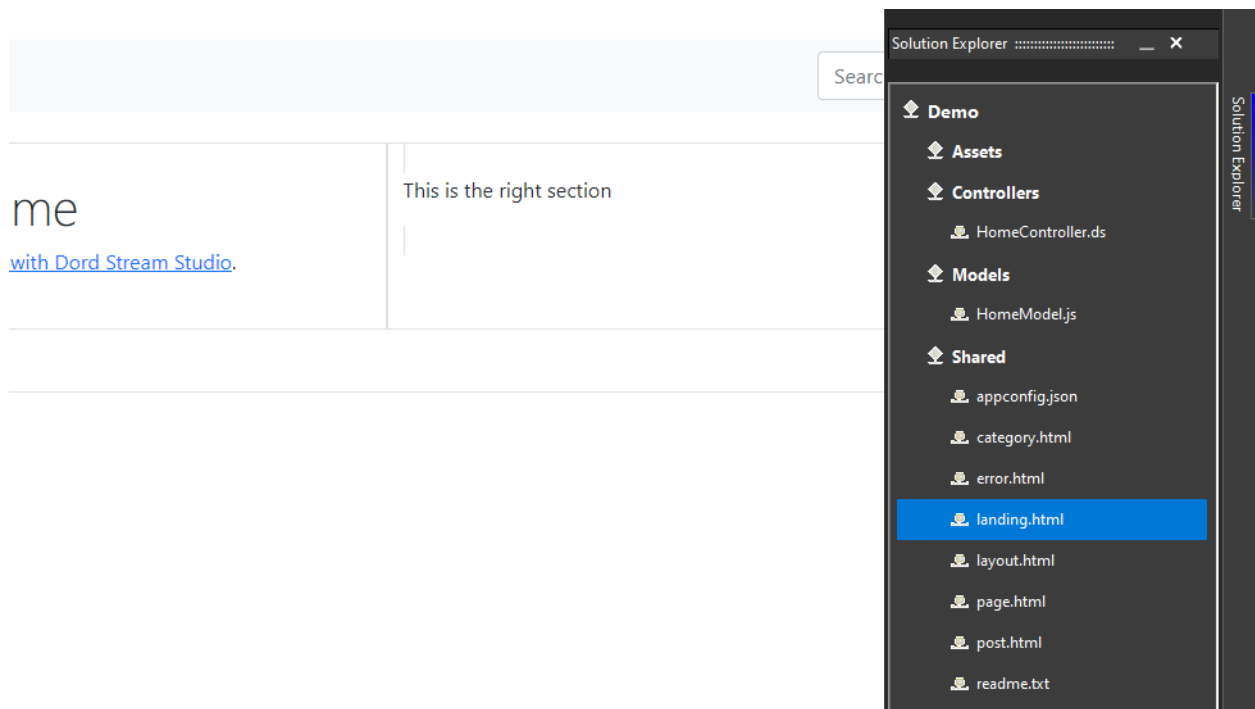 Searc
me
with Dord Stream Studio.
This is the right section
Solution Explorer
Demo
Assets
Controllers
HomeController.ds
Models
HomeModel.js
Shared
appconfig.json
category.html
error.html
landing.html
layout.html
page.html
post.html
readme.txt
Solution Explorer